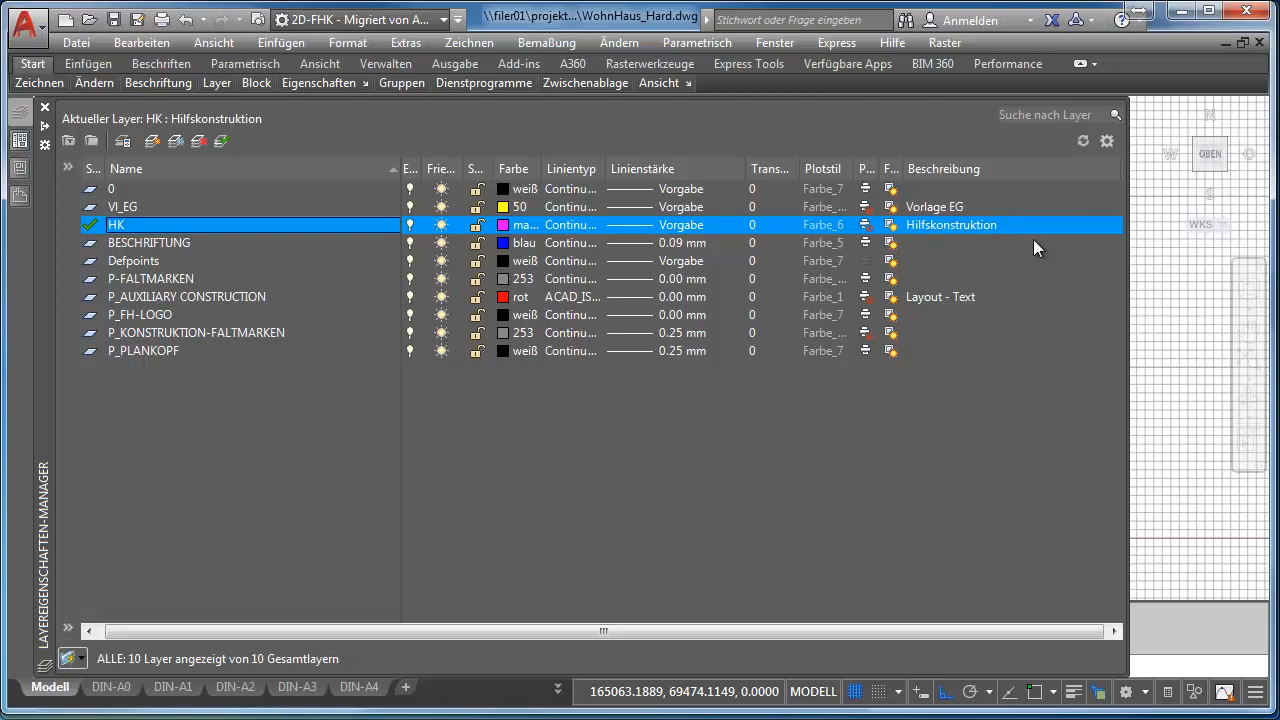 2D-FHK - Migriert von A... \\filer01\projekt...\WohnHaus_Hard.dwg Stichwort oder Frage eingeben Anmelden
Datei Bearbeiten Ansicht Einfügen Format Extras Zeichnen Bemaßung Ändern Parametrisch Fenster Express Hilfe Raster
Start Einfügen Beschriften Parametrisch Ansicht Verwalten Ausgabe Add-ins A360 Rasterwerkzeuge Express Tools Verfügbare Apps BIM 360 Performance
Zeichnen Ändern Beschriftung Layer Block Eigenschaften Gruppen Dienstprogramme Zwischenablage Ansicht
Aktueller Layer: HK : Hilfskonstruktion Suche nach Layer
S... Name E... Frie... S... Farbe Linientyp Linienstärke Trans... Plotstil P... F... Beschreibung
0 weiß Continu... Vorgabe 0 Farbe_7
VI_EG 50 Continu... Vorgabe 0 Farbe_... Vorlage EG
HK ma... Continu... Vorgabe 0 Farbe_6 Hilfskonstruktion
BESCHRIFTUNG blau Continu... 0.09 mm 0 Farbe_5
Defpoints weiß Continu... Vorgabe 0 Farbe_7
P-FALTMARKEN 253 Continu... 0.00 mm 0 Farbe_...
P_AUXILIARY CONSTRUCTION rot ACAD_IS... 0.00 mm 0 Farbe_1 Layout - Text
P_FH-LOGO weiß Continu... 0.00 mm 0 Farbe_7
P_KONSTRUKTION-FALTMARKEN 253 Continu... 0.25 mm 0 Farbe_...
P_PLANKOPF weiß Continu... 0.25 mm 0 Farbe_7
N
W OBEN O
S
WKS
LAYEREIGENSCHAFTEN-MANAGER
ALLE: 10 Layer angezeigt von 10 Gesamtlayern
Modell DIN-A0 DIN-A1 DIN-A2 DIN-A3 DIN-A4 + 165063.1889, 69474.1149, 0.0000 MODELL